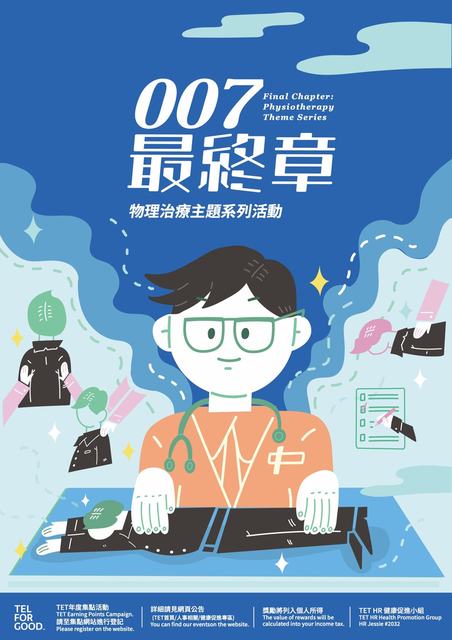 007
Final Chapter:
Physiotherapy
Theme Series
最終章
物理治療主題系列活動
TEL
FOR
GOOD.
TET年度集點活動
TET Earning Points Campaign.
請至集點網站進行登記
Please register on the website.
詳細請見網頁公告
(TET首頁/人事相關/健康促進專區)
You can find our eventson the website.
獎勵將列入個人所得
The value of rewards will be
calculated into your income tax.
TET HR 健康促進小組
TET HR Health Promotion Group
HR Jessie #2032